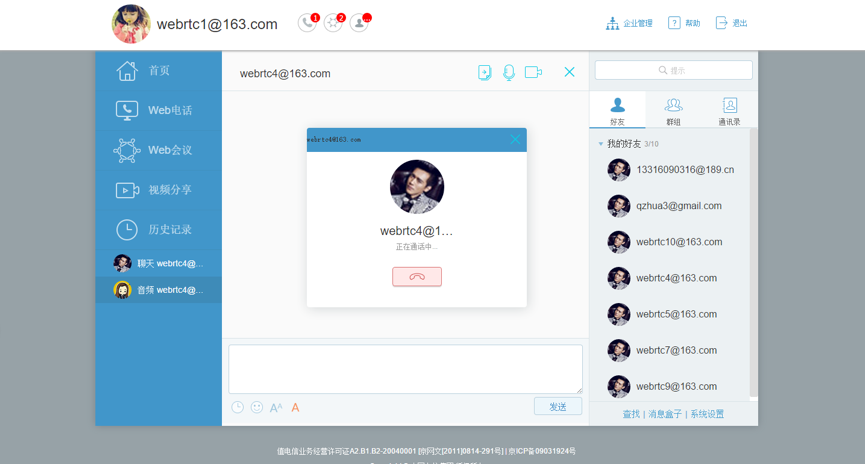 webrtc1@163.com
1
2
...
企业管理
帮助
退出
首页
Web电话
Web会议
视频分享
历史记录
聊天 webrtc4@...
音频 webrtc4@...
webrtc4@163.com
webrtc4@163.com
webrtc4@1...
正在通话中...
A^A
A
发送
提示
好友
群组
通讯录
我的好友 3/10
13316090316@189.cn
qzhua3@gmail.com
webrtc10@163.com
webrtc4@163.com
webrtc5@163.com
webrtc7@163.com
webrtc9@163.com
查找 | 消息盒子 | 系统设置
值电信业务经营许可证A2.B1.B2-20040001 [京网文[2011]0814-291号] | 京ICP备09031924号